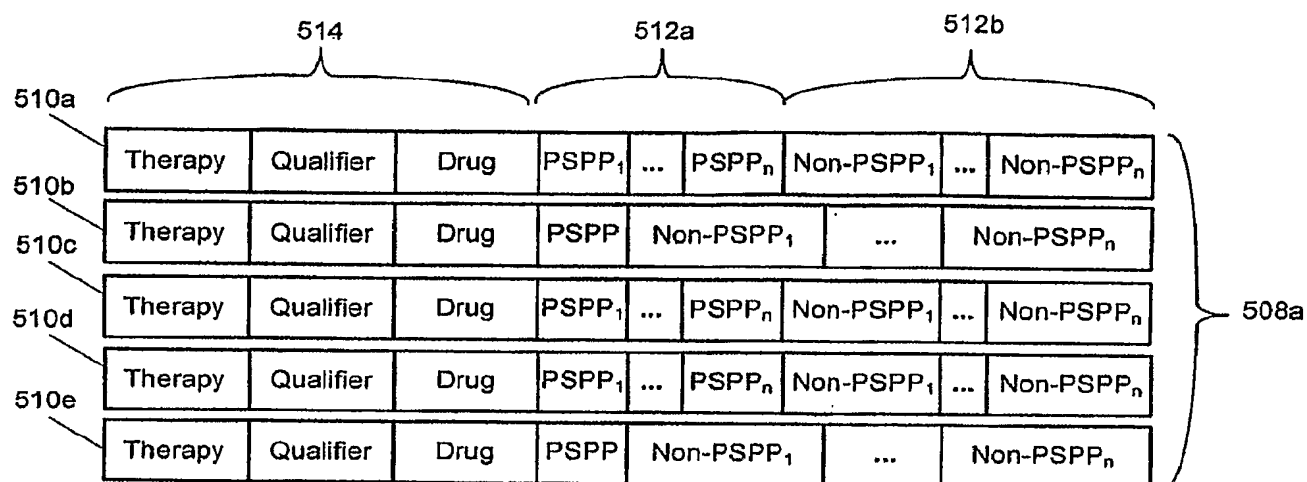 514 512a 512b
510a
Therapy Qualifier Drug PSPP₁ ... PSPPₙ Non-PSPP₁ ... Non-PSPPₙ
510b
Therapy Qualifier Drug PSPP Non-PSPP₁ ... Non-PSPPₙ
510c
Therapy Qualifier Drug PSPP₁ ... PSPPₙ Non-PSPP₁ ... Non-PSPPₙ
508a
510d
Therapy Qualifier Drug PSPP₁ ... PSPPₙ Non-PSPP₁ ... Non-PSPPₙ
510e
Therapy Qualifier Drug PSPP Non-PSPP₁ ... Non-PSPPₙ